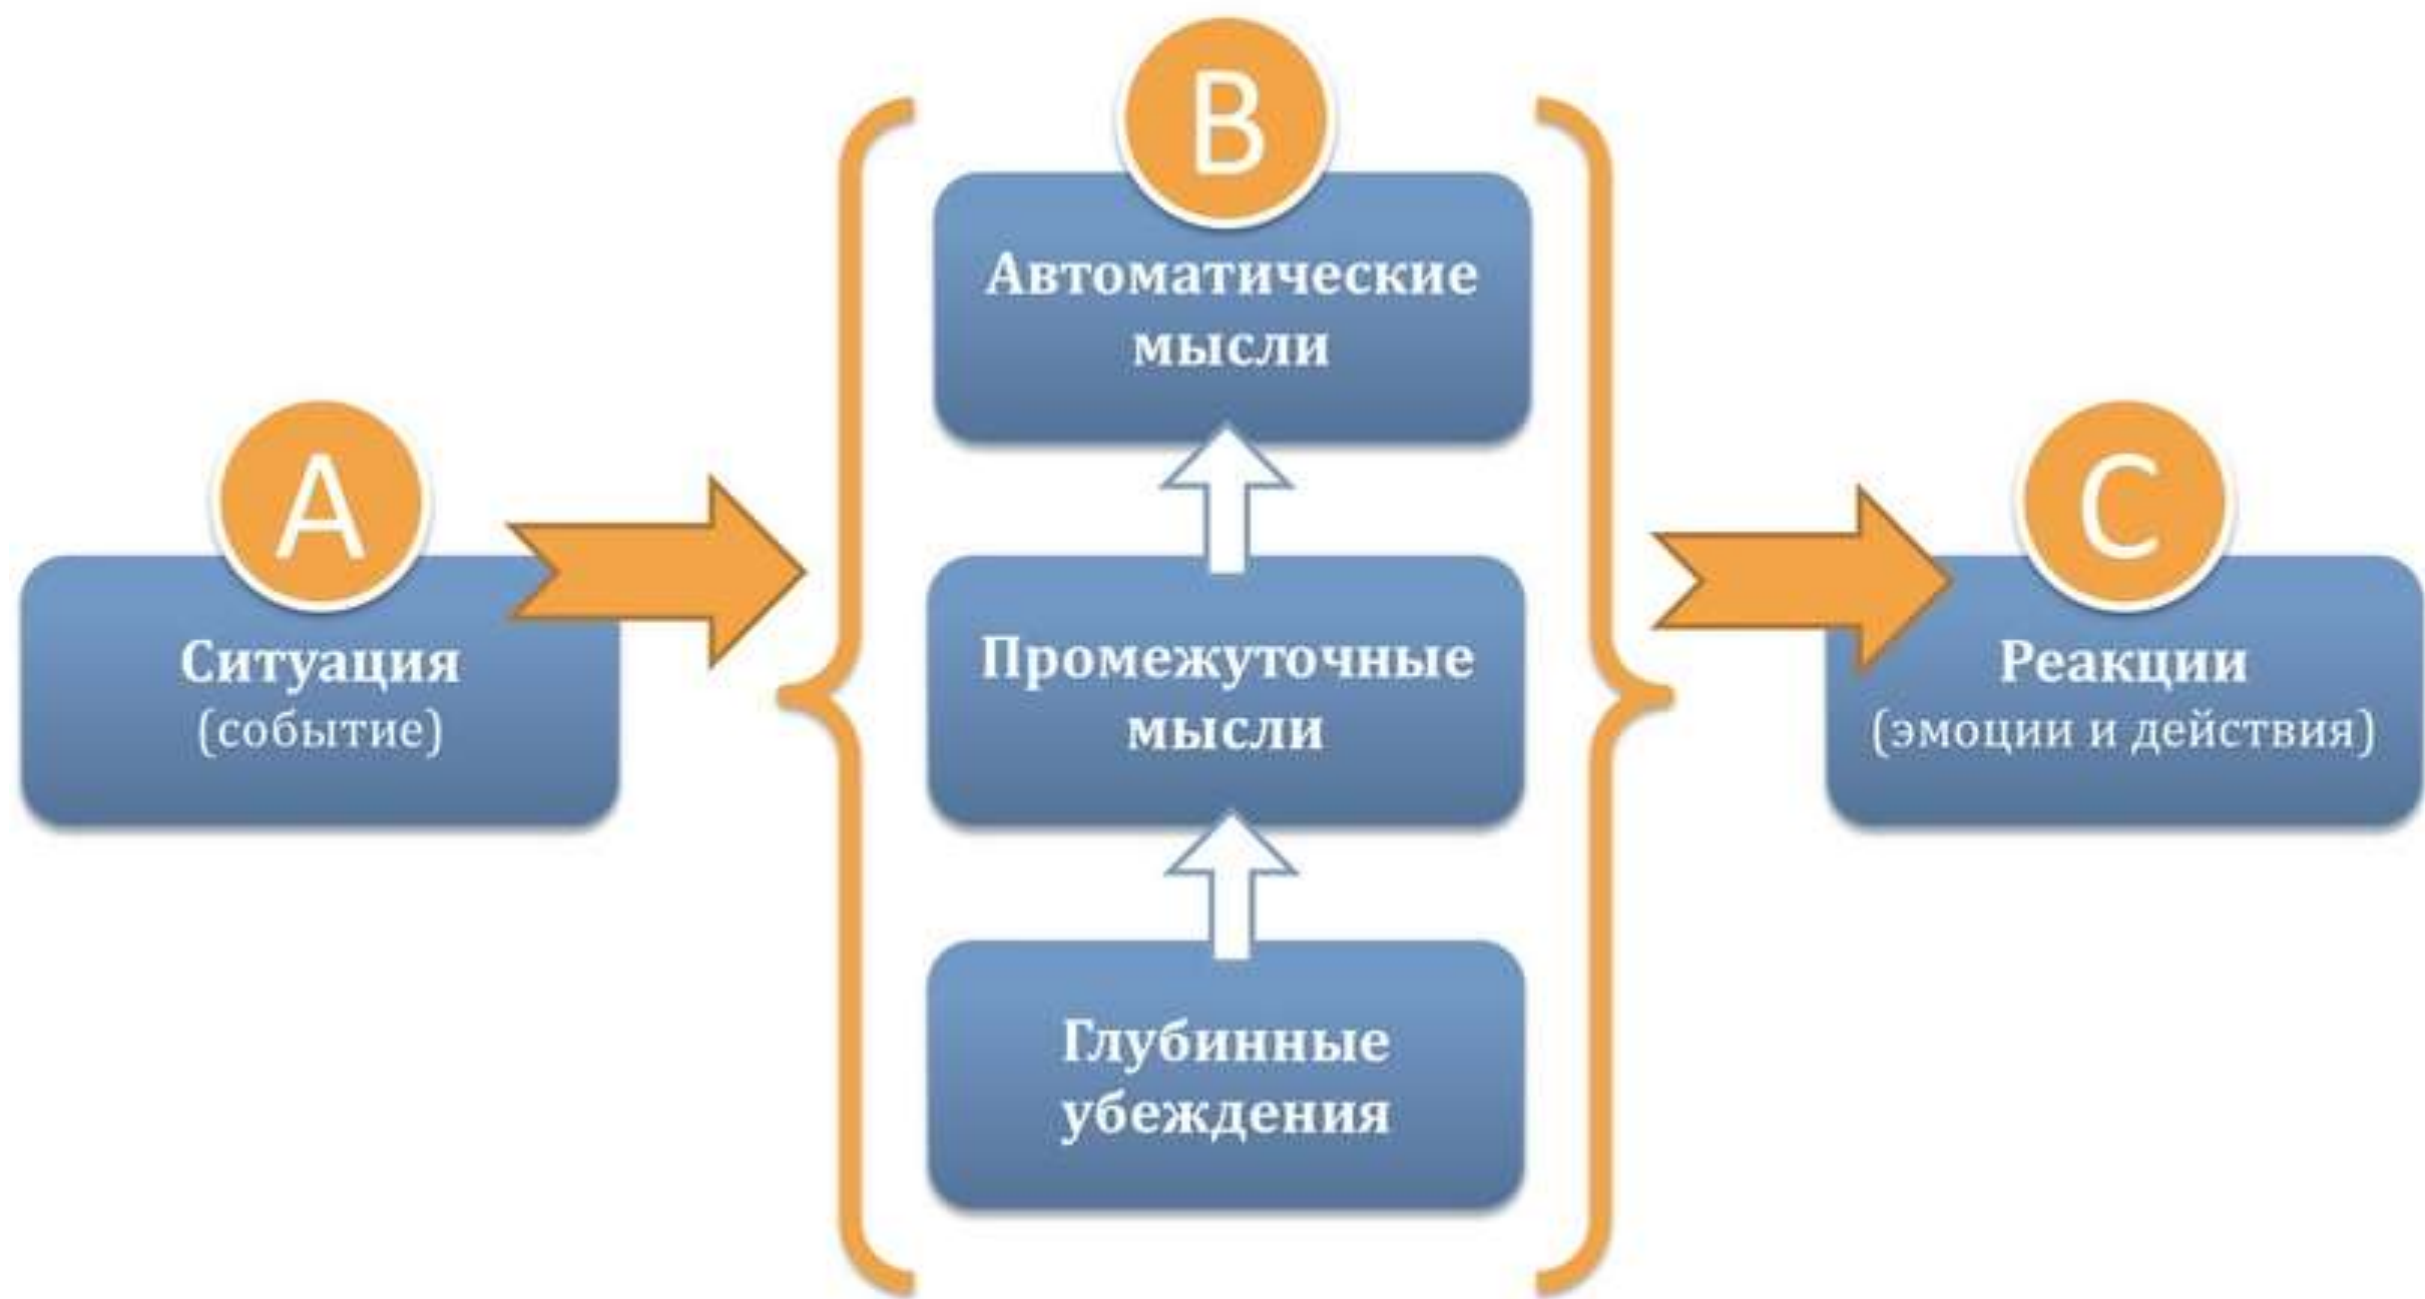 A
Ситуация
(событие)
B
Автоматические
мысли
Промежуточные
мысли
Глубинные
убеждения
C
Реакции
(эмоции и действия)